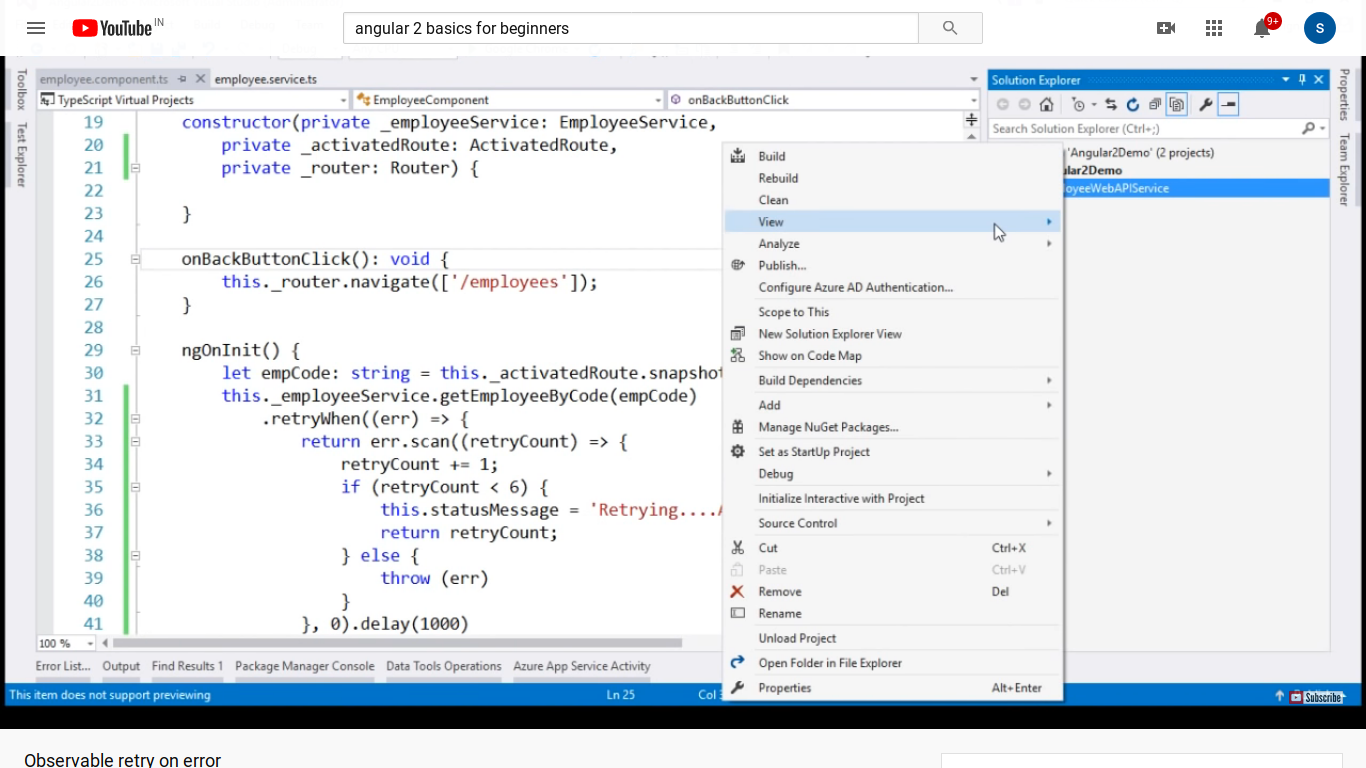 YouTube IN
angular 2 basics for beginners
9+
S
employee.component.ts
employee.service.ts
TypeScript Virtual Projects
EmployeeComponent
onBackButtonClick
Toolbox
Test Explorer
19 constructor(private _employeeService: EmployeeService,
20 private _activatedRoute: ActivatedRoute,
21 private _router: Router) {
22
23 }
24
25 onBackButtonClick(): void {
26 this._router.navigate(['/employees']);
27 }
28
29 ngOnInit() {
30 let empCode: string = this._activatedRoute.snapshot
31 this._employeeService.getEmployeeByCode(empCode)
32 .retryWhen((err) => {
33 return err.scan((retryCount) => {
34 retryCount += 1;
35 if (retryCount < 6) {
36 this.statusMessage = 'Retrying....
37 return retryCount;
38 } else {
39 throw (err)
40 }
41 }, 0).delay(1000)
100 %
Build
Rebuild
Clean
View
Analyze
Publish...
Configure Azure AD Authentication...
Scope to This
New Solution Explorer View
Show on Code Map
Build Dependencies
Add
Manage NuGet Packages...
Set as StartUp Project
Debug
Initialize Interactive with Project
Source Control
Cut Ctrl+X
Paste Ctrl+V
Remove Del
Rename
Unload Project
Open Folder in File Explorer
Properties Alt+Enter
Solution Explorer
Search Solution Explorer (Ctrl+;)
'Angular2Demo' (2 projects)
ular2Demo
loyeeWebAPIService
Properties
Team Explorer
Error List...
Output
Find Results 1
Package Manager Console
Data Tools Operations
Azure App Service Activity
This item does not support previewing
Ln 25
Col
Subscribe
Observable retry on error